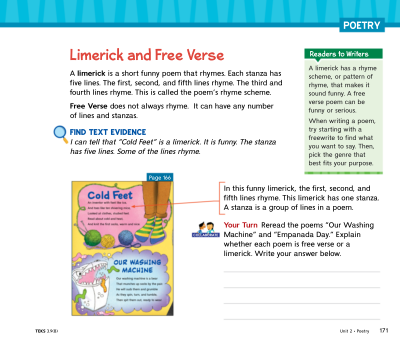 POETRY
Limerick and Free Verse
A limerick is a short funny poem that rhymes. Each stanza has
five lines. The first, second, and fifth lines rhyme. The third and
fourth lines rhyme. This is called the poem's rhyme scheme.
Free Verse does not always rhyme. It can have any number
of lines and stanzas.
FIND TEXT EVIDENCE
I can tell that "Cold Feet" is a limerick. It is funny. The stanza
has five lines. Some of the lines rhyme.
Readers to Writers
A limerick has a rhyme
scheme, or pattern of
rhyme, that makes it
sound funny. A free
verse poem can be
funny or serious.
When writing a poem,
try starting with a
freewrite to find what
you want to say. Then,
pick the genre that
best fits your purpose.
Page 166
Cold Feet
OUR WASHING
MACHINE
In this funny limerick, the first, second, and
fifth lines rhyme. This limerick has one stanza.
A stanza is a group of lines in a poem.
COLLABORATE
Your Turn Reread the poems "Our Washing
Machine" and "Empanada Day." Explain
whether each poem is free verse or a
limerick. Write your answer below.
TEKS 3.9.B)
Unit 2 • Poetry 171